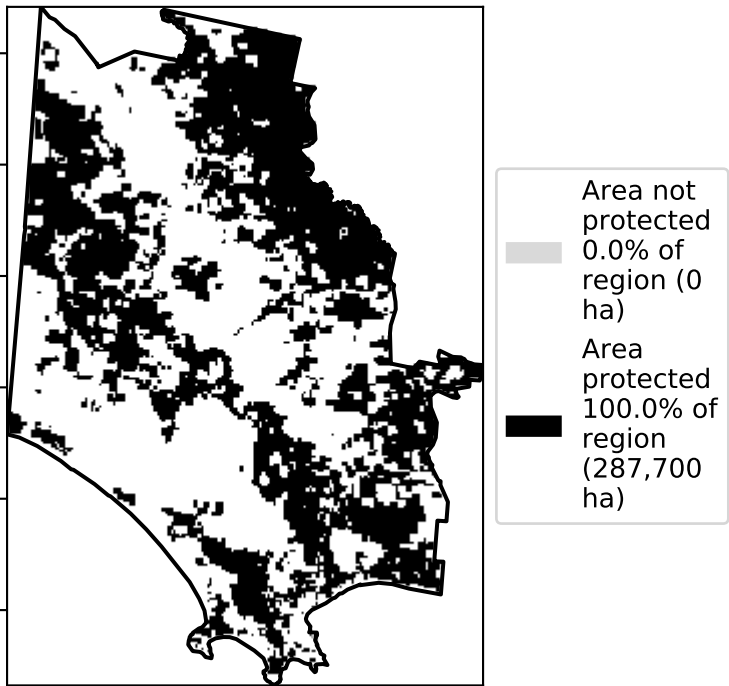 Area not
protected
0.0% of
region (0
ha)
Area
protected
100.0% of
region
(287,700
ha)